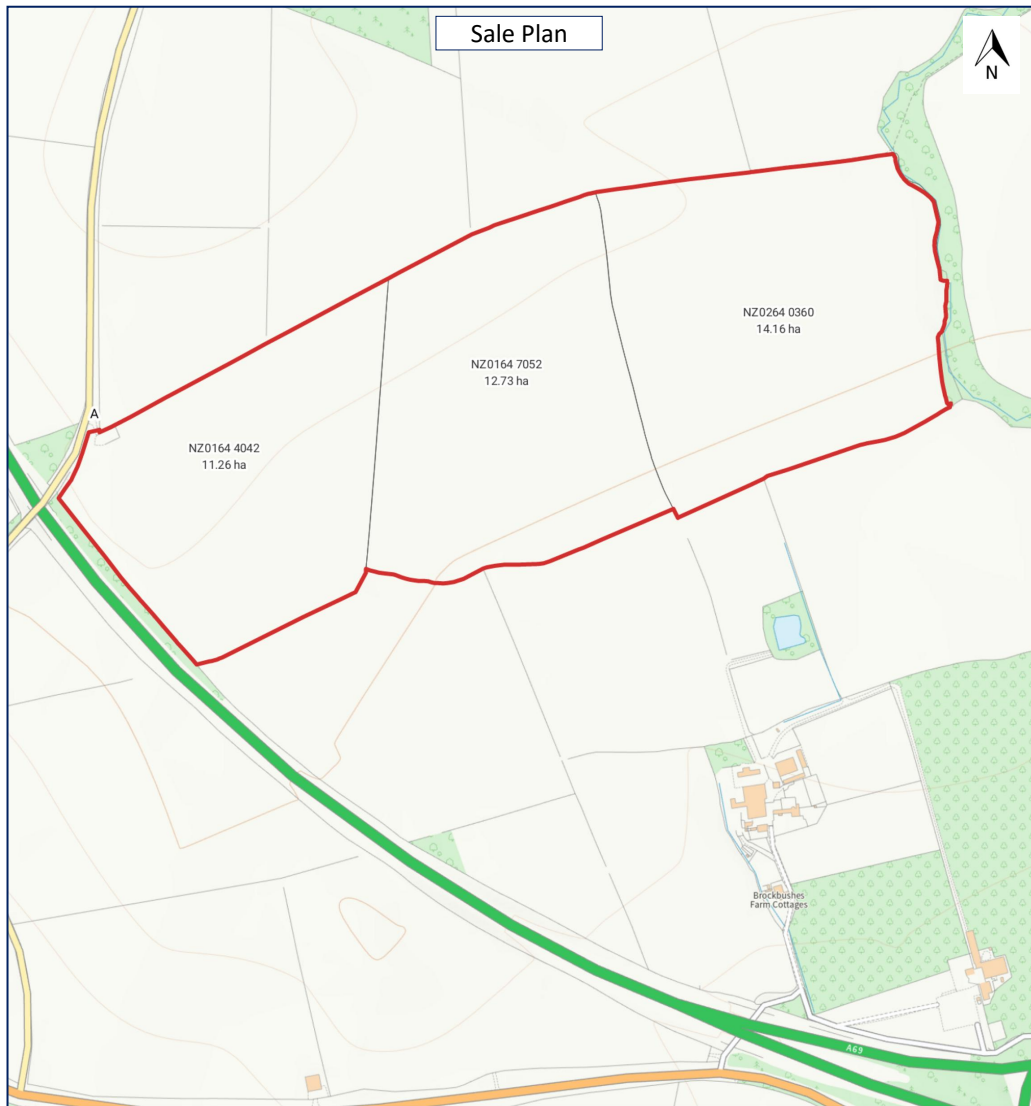 Sale Plan
N
NZ0264 0360
14.16 ha
NZ0164 7052
12.73 ha
A
NZ0164 4042
11.26 ha
Brockbushes
Farm Cottages
A69